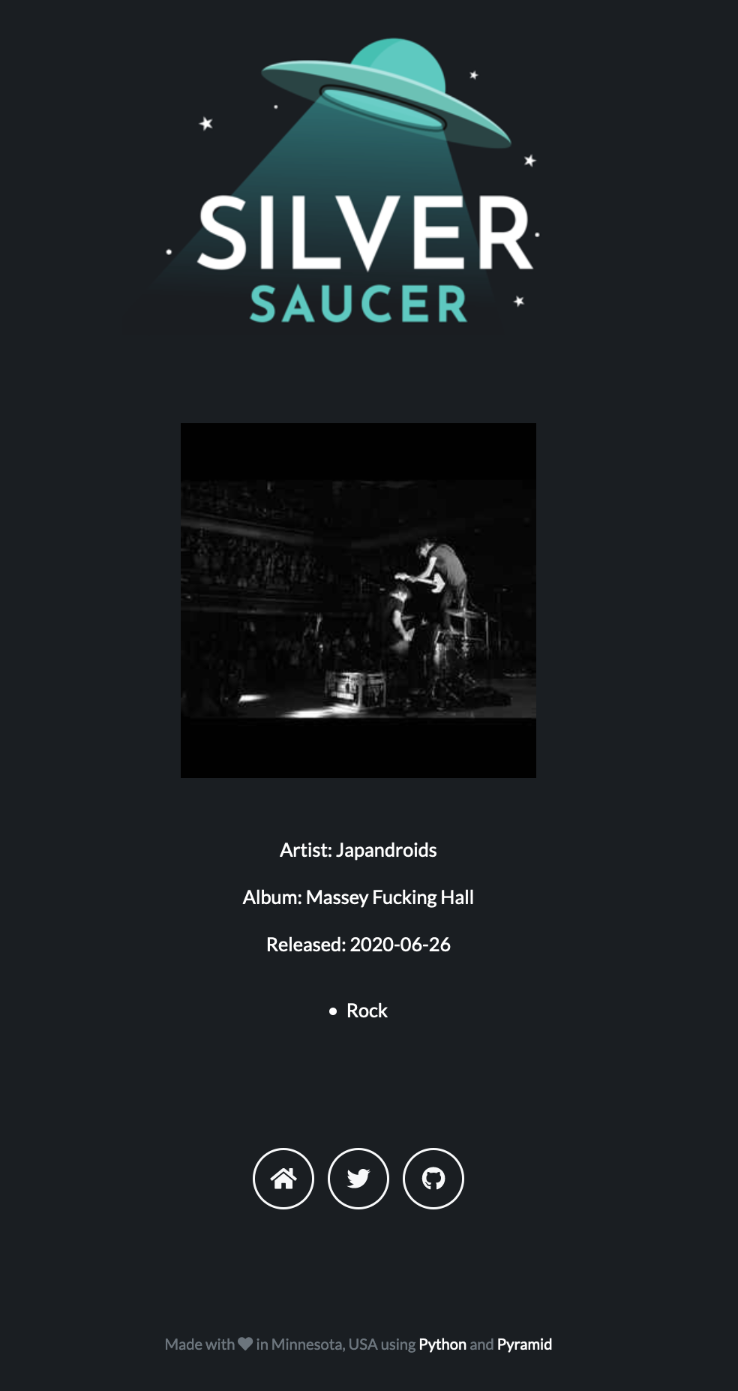 SILVER
SAUCER
Artist: Japandroids
Album: Massey Fucking Hall
Released: 2020-06-26
• Rock
Made with ♥ in Minnesota, USA using Python and Pyramid